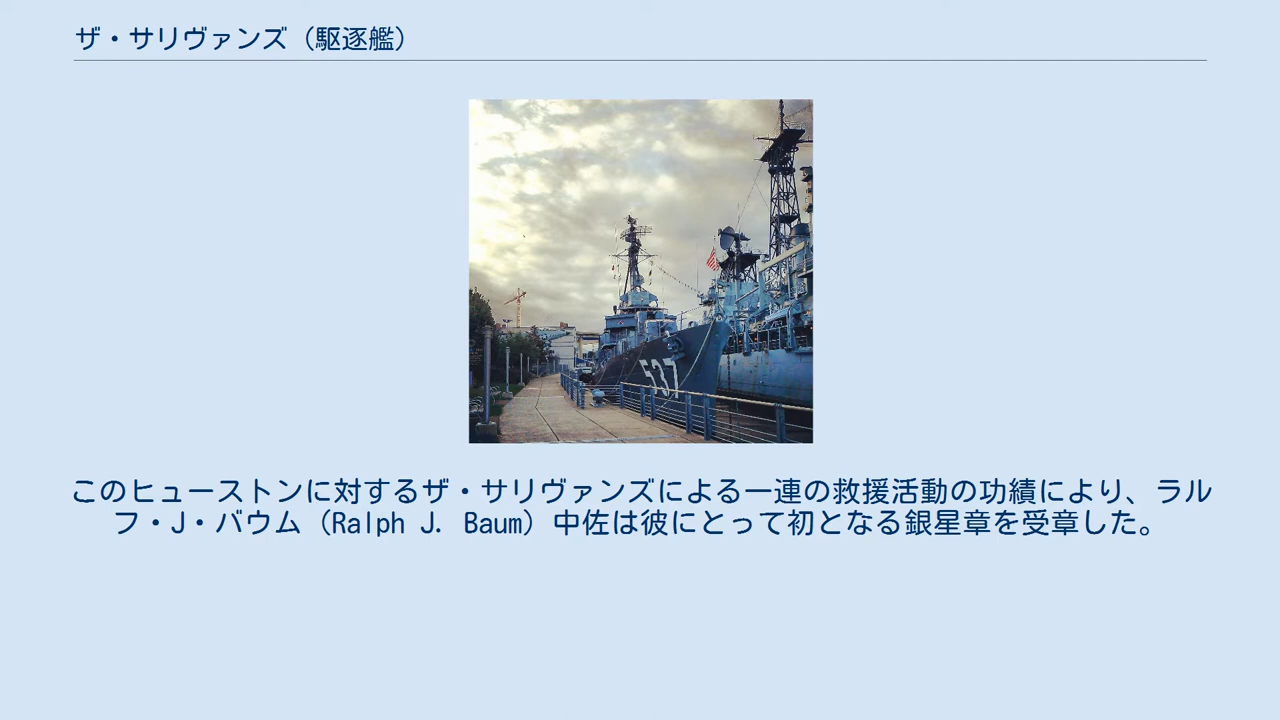 ザ・サリヴァンズ（駆逐艦）
537
このヒューストンに対するザ・サリヴァンズによる一連の救援活動の功績により、ラル
フ・J・バウム（Ralph J. Baum）中佐は彼にとって初となる銀星章を受章した。